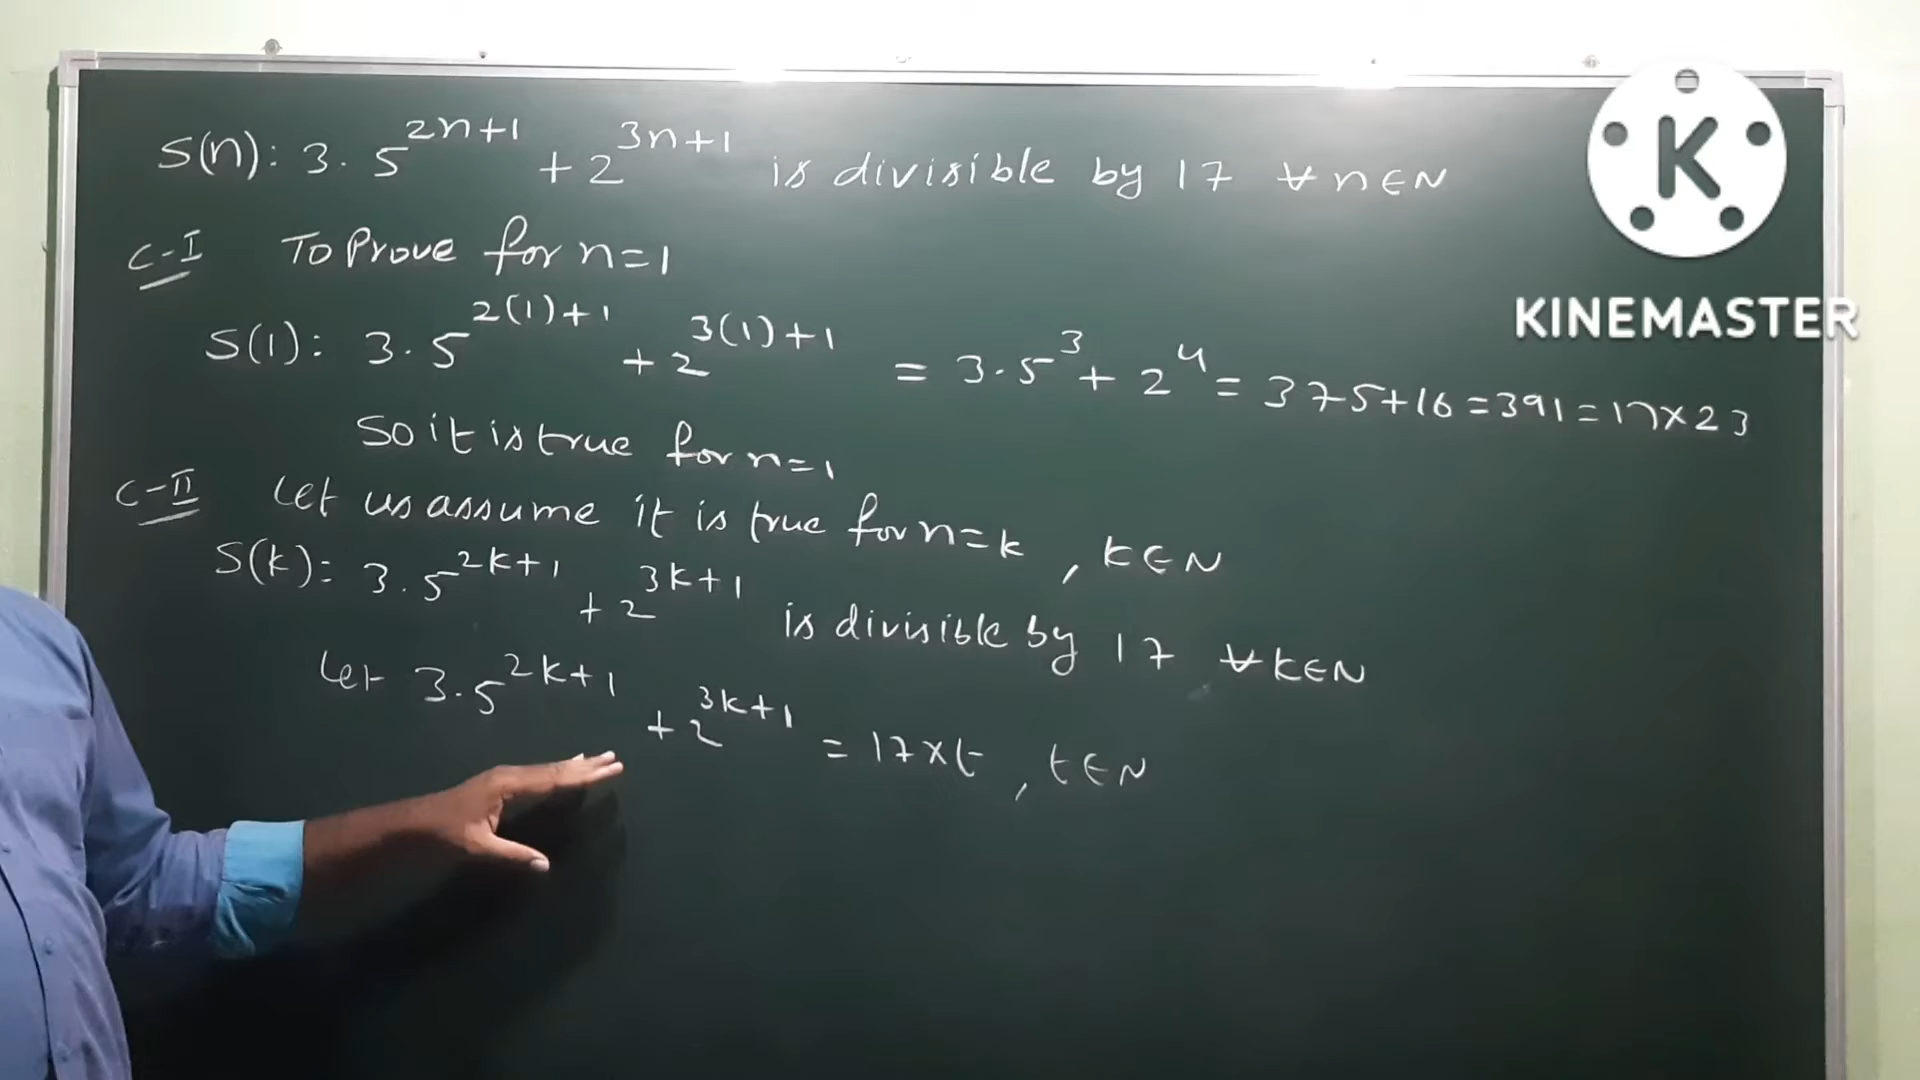 S(n): 3.5^{2n+1} + 2^{3n+1} is divisible by 17 ∀ n∈N
C-I To Prove for n=1
S(1): 3.5^{2(1)+1} + 2^{3(1)+1} = 3.5^3 + 2^4 = 375+16 = 391 = 17×23
So it is true for n=1
C-II Let us assume it is true for n=k, k∈N
S(k): 3.5^{2k+1} + 2^{3k+1} is divisible by 17 ∀k∈N
Let 3.5^{2k+1} + 2^{3k+1} = 17×t, t∈N
K
KINEMASTER